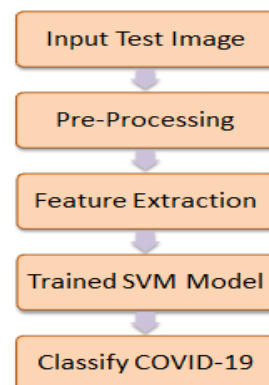 Input Test Image
Pre-Processing
Feature Extraction
Trained SVM Model
Classify COVID-19